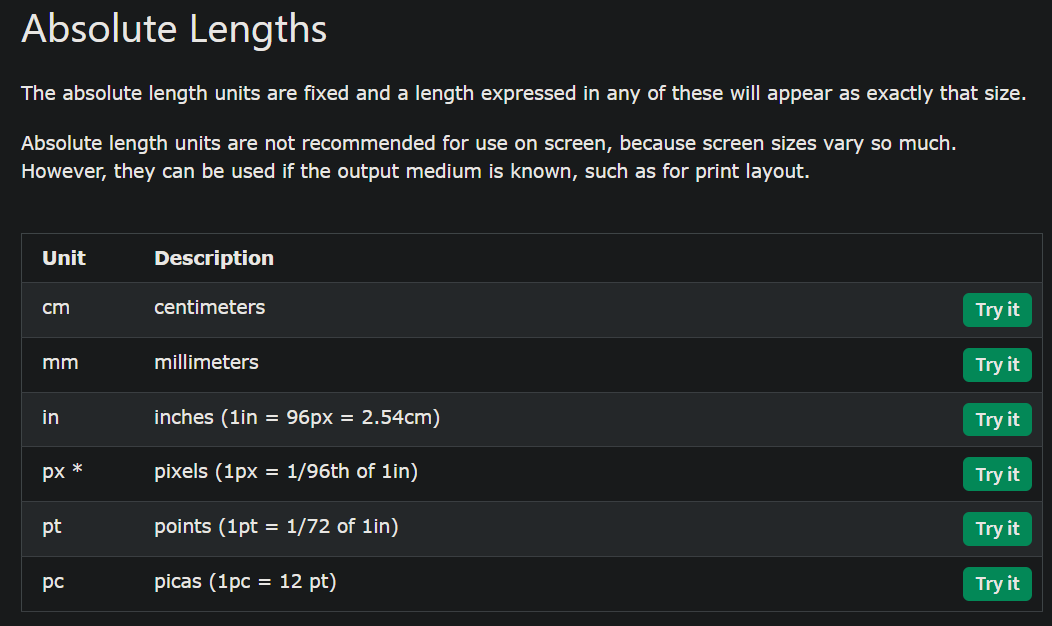 Absolute Lengths
The absolute length units are fixed and a length expressed in any of these will appear as exactly that size.
Absolute length units are not recommended for use on screen, because screen sizes vary so much.
However, they can be used if the output medium is known, such as for print layout.
Unit Description
cm centimeters Try it
mm millimeters Try it
in inches (1in = 96px = 2.54cm) Try it
px * pixels (1px = 1/96th of 1in) Try it
pt points (1pt = 1/72 of 1in) Try it
pc picas (1pc = 12 pt) Try it